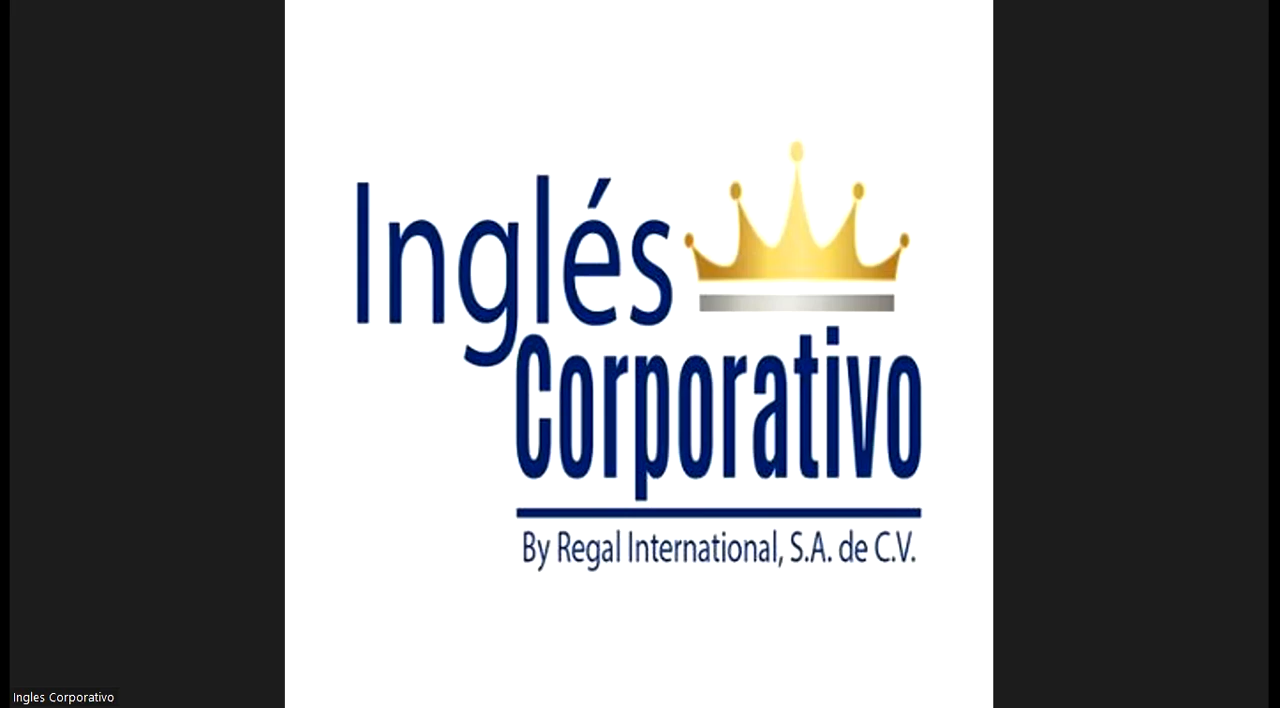 Inglés
Corporativo
By Regal International, S.A. de C.V.
Ingles Corporativo